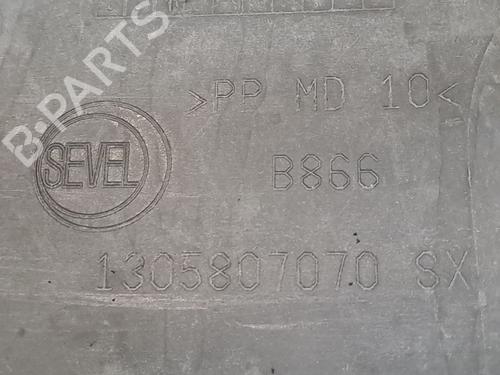 >PP MD 10<
SEVEL
B866
1305807070 SX
B-PARTS